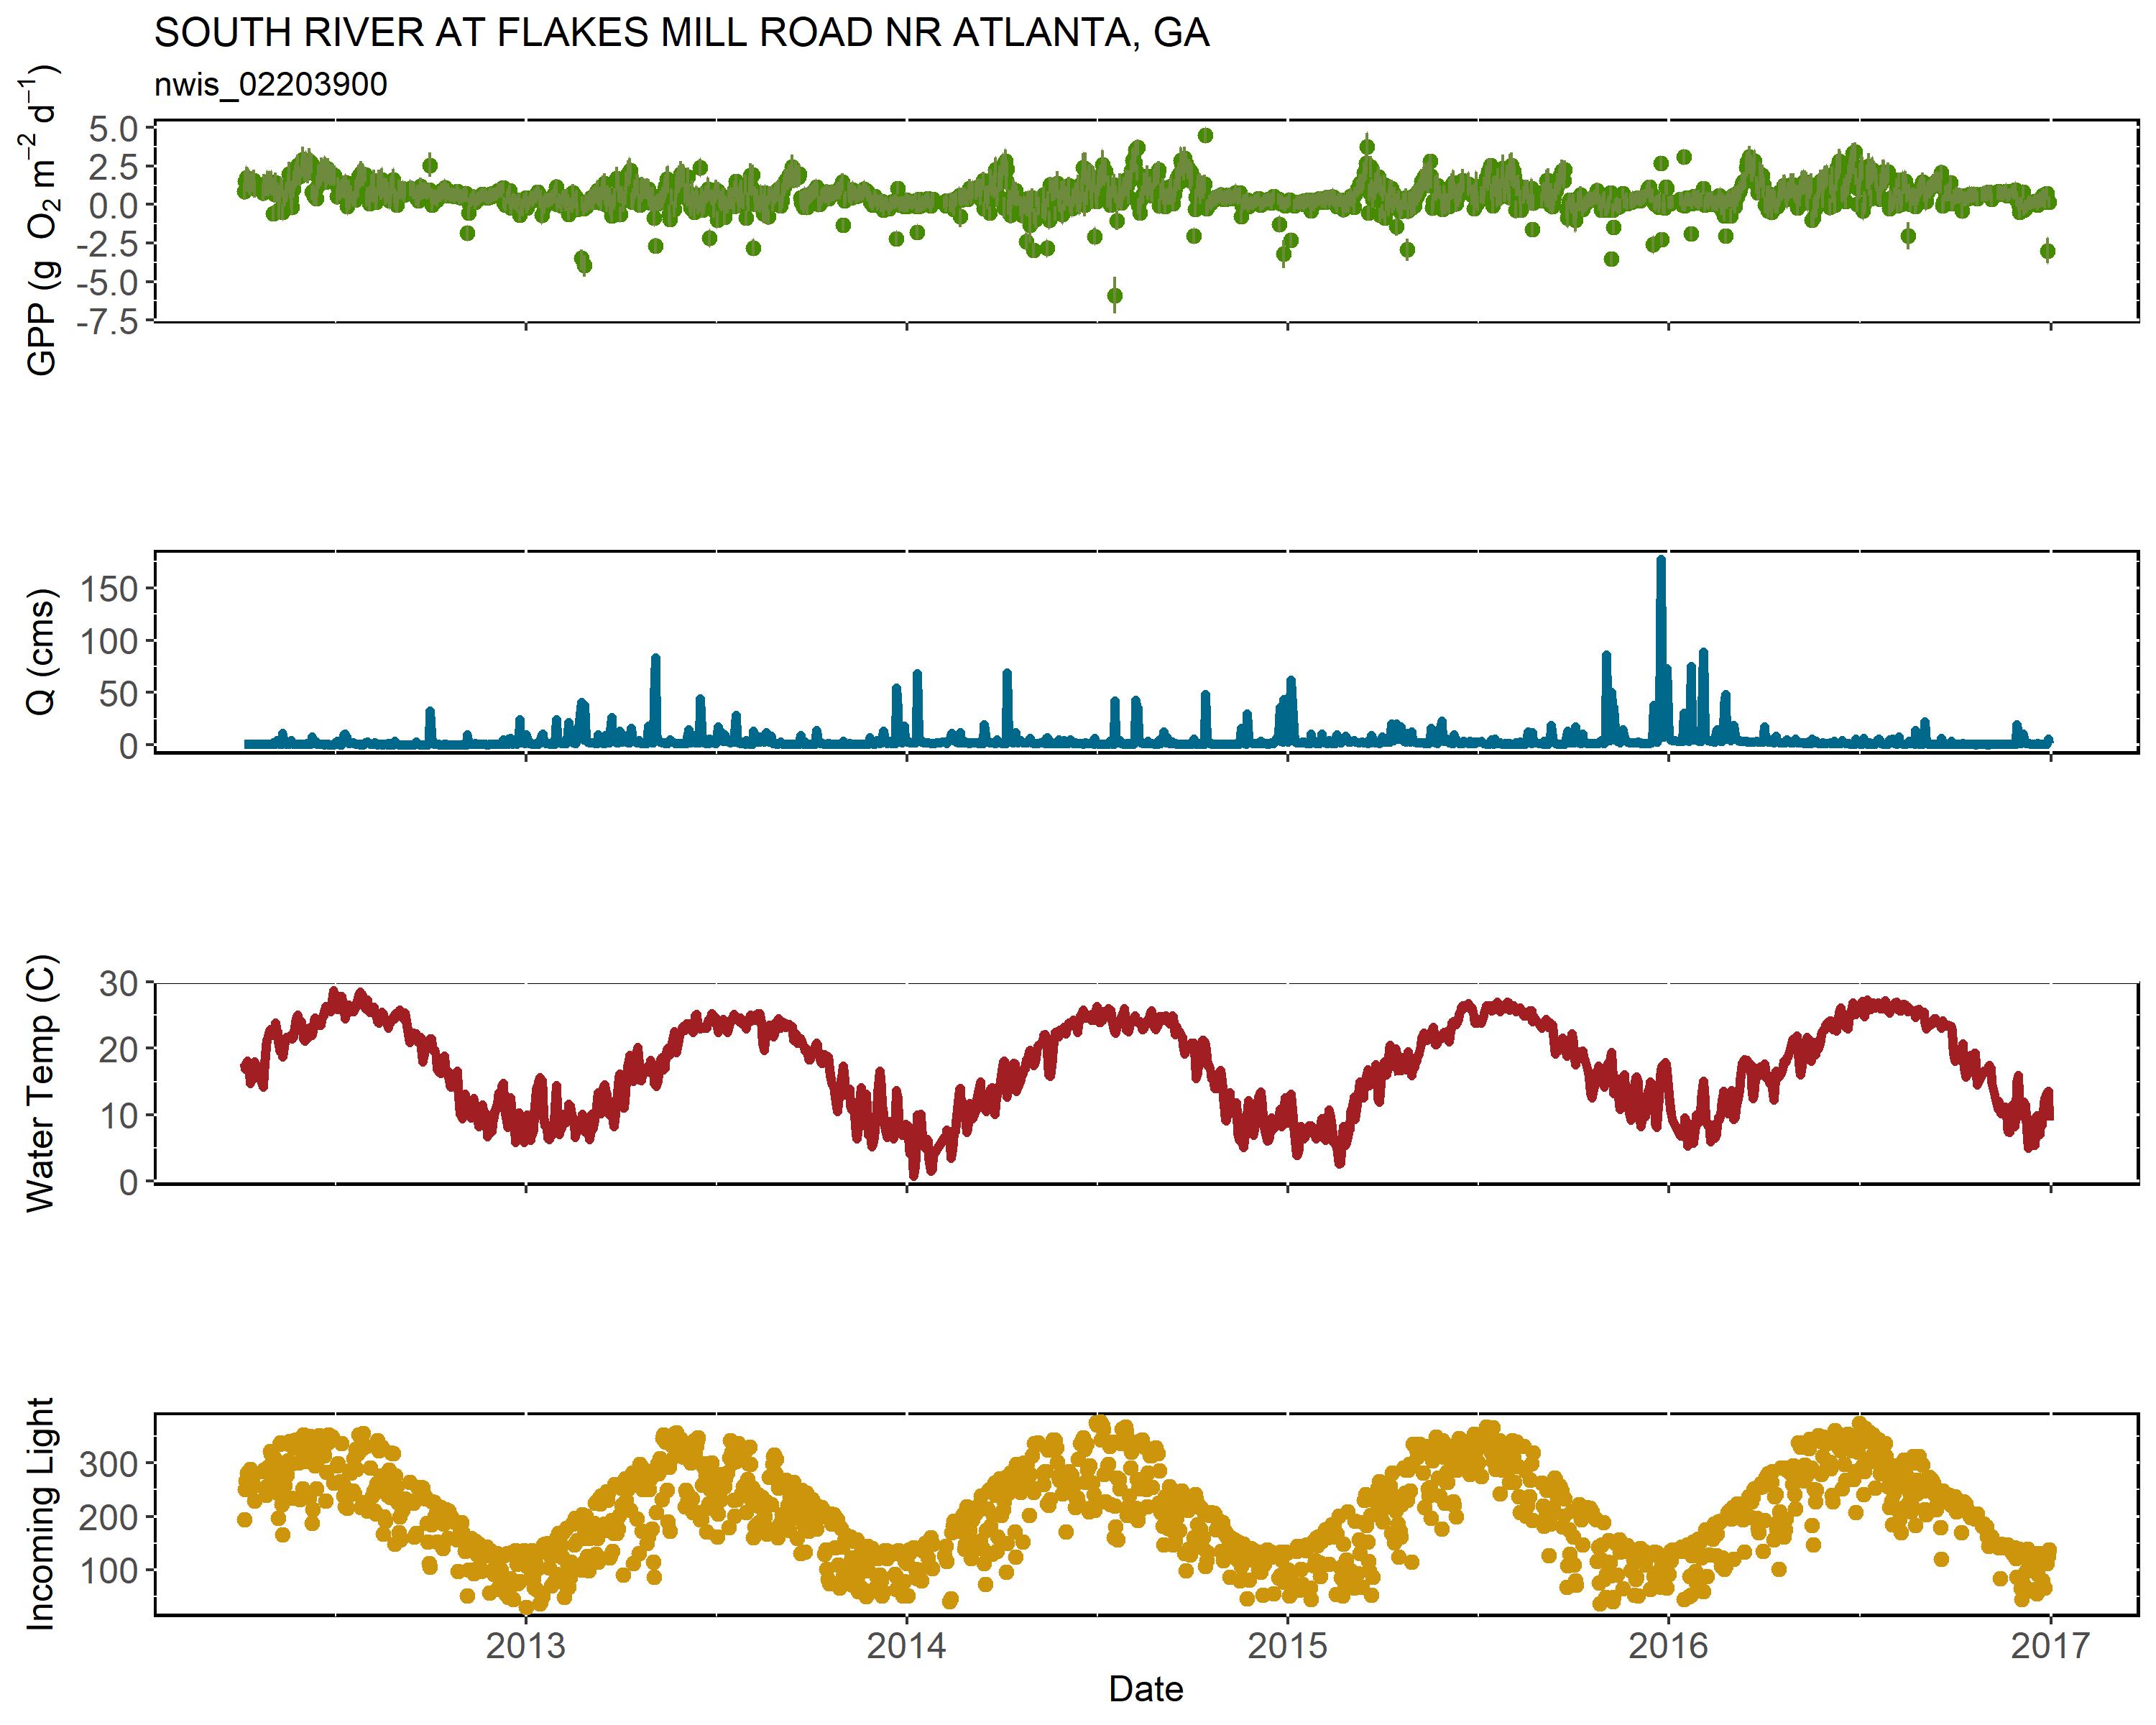 SOUTH RIVER AT FLAKES MILL ROAD NR ATLANTA, GA
nwis_02203900
GPP (g O₂ m⁻² d⁻¹)
5.0
2.5
0.0
-2.5
-5.0
-7.5
Q (cms)
150
100
50
0
Water Temp (C)
30
20
10
0
Incoming Light
300
200
100
2013 2014 2015 2016 2017
Date